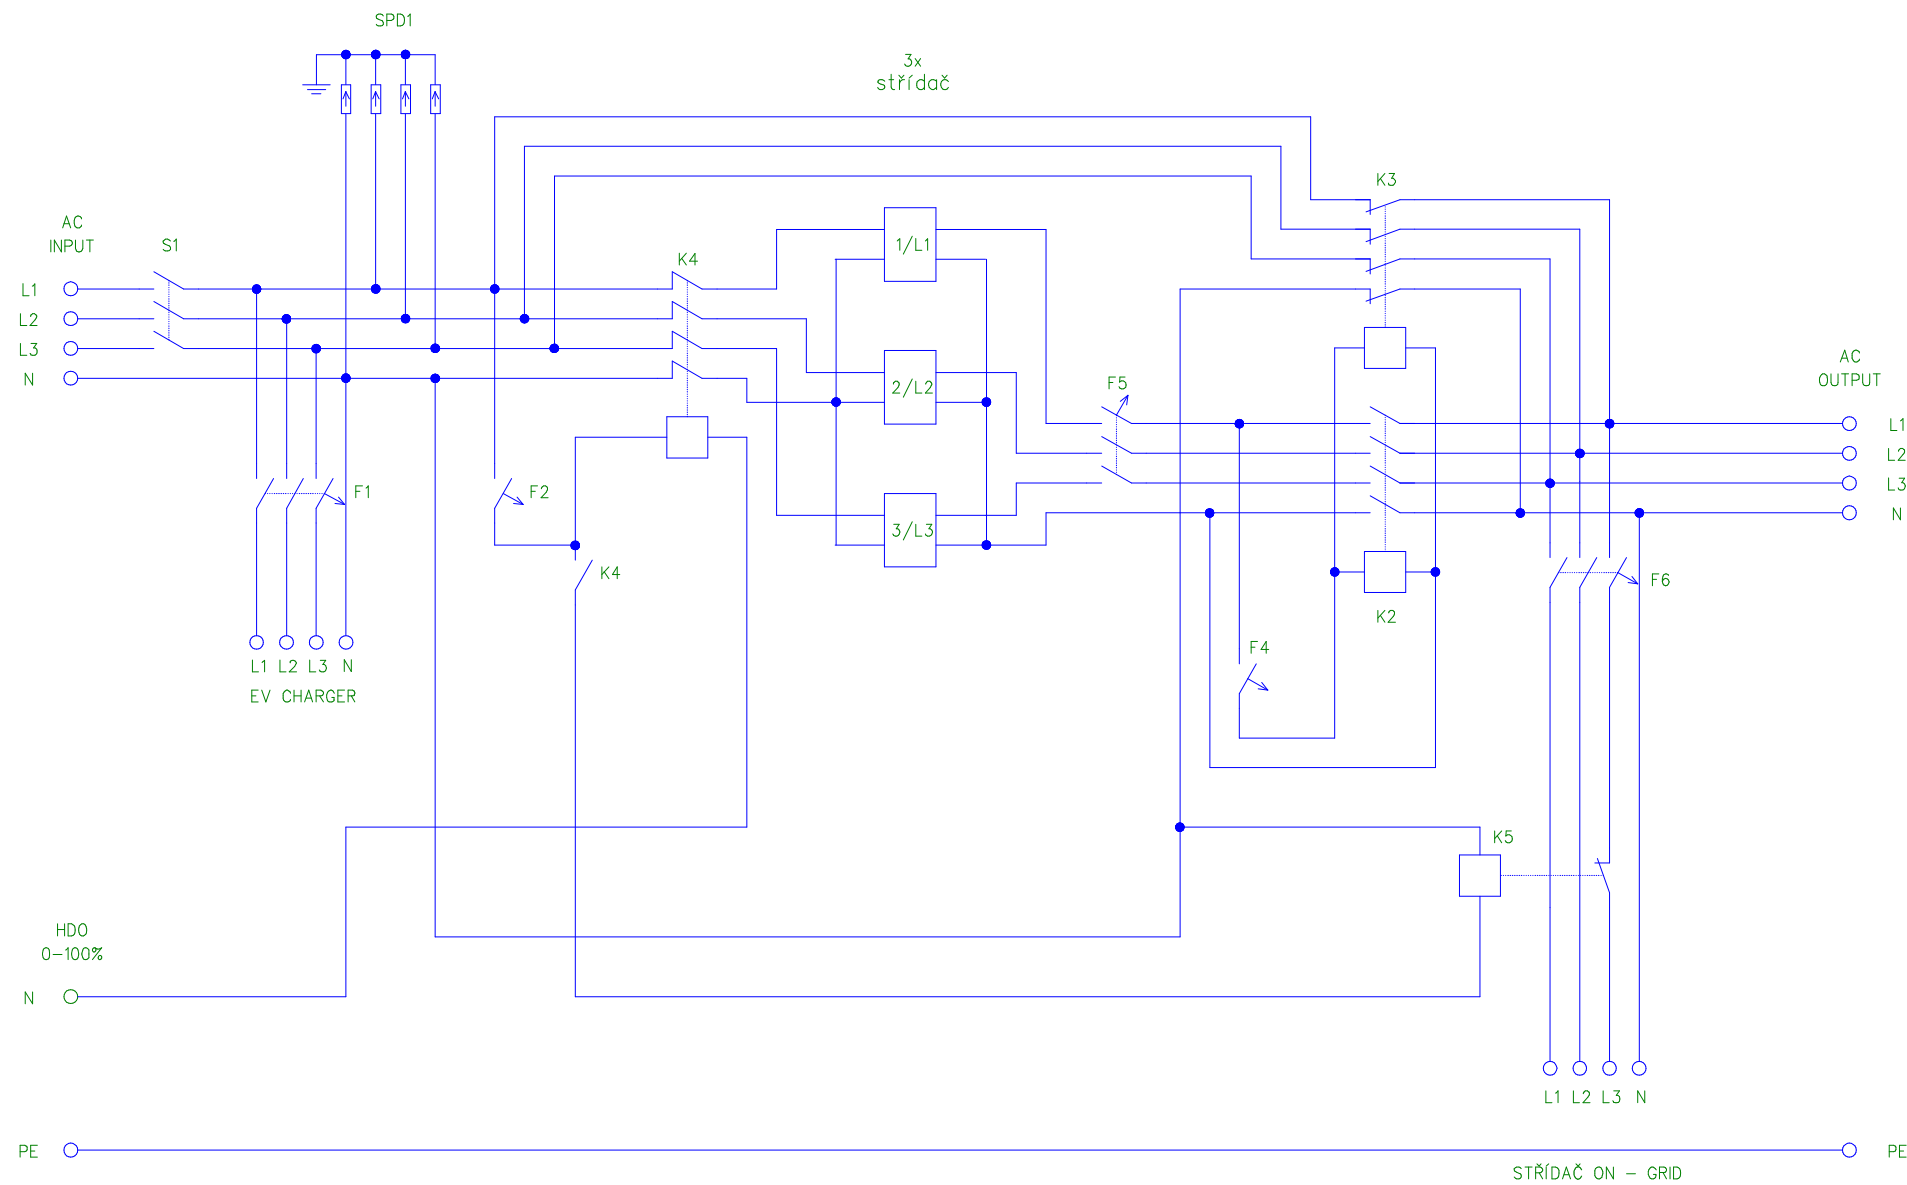 SPD1
3x
střídač
K3
AC
INPUT
S1
K4
1/L1
L1
L2
L3
N
2/L2
F5
AC
OUTPUT
L1
L2
L3
N
F1
F2
3/L3
K4
F6
K2
F4
L1 L2 L3 N
EV CHARGER
K5
HDO
0-100%
N
L1 L2 L3 N
PE
PE
STŘÍDAČ ON - GRID